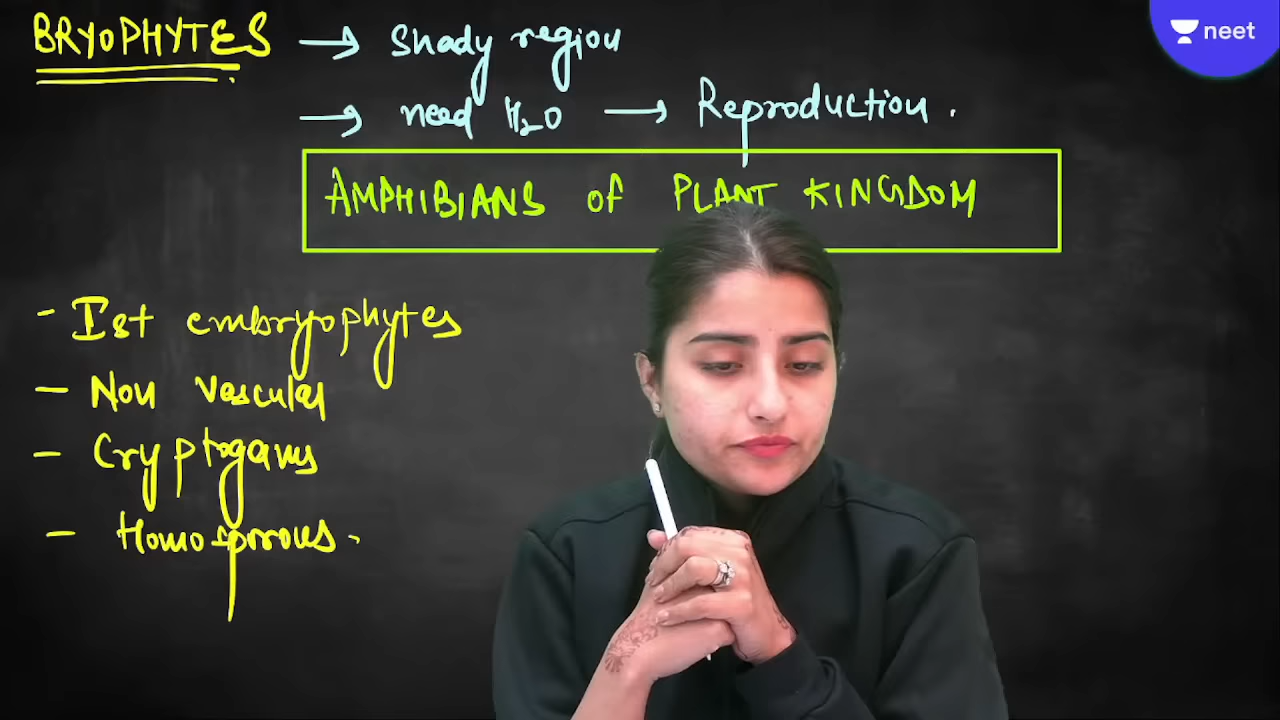 BRYOPHYTES → Shady region
→ need H2O → Reproduction.
AMPHIBIANS of PLANT KINGDOM
- Ist embryophytes
- Non vascular
- Cryptogams
- Homosporous.
neet